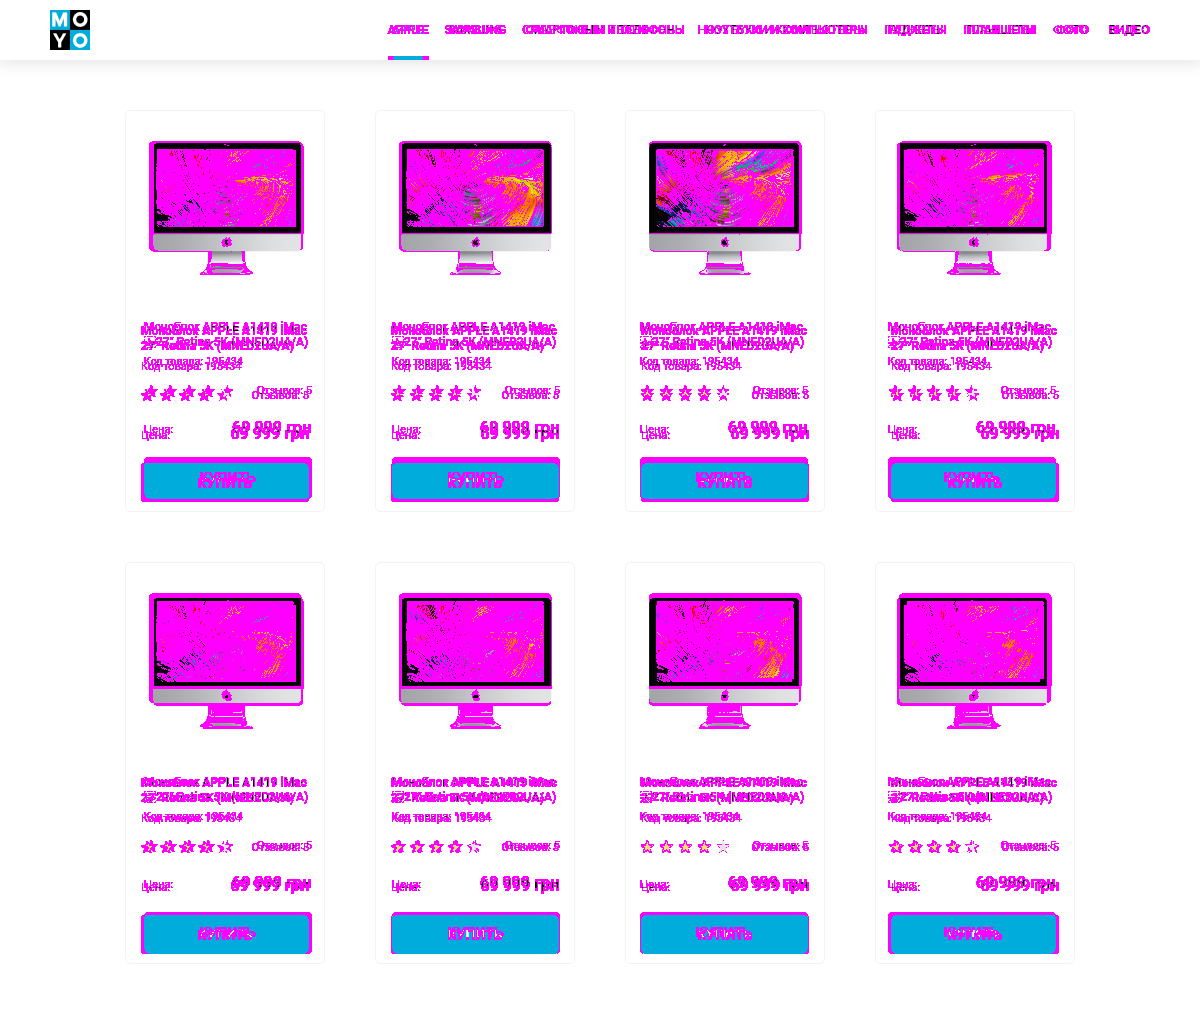 MOYO
APPLE SAMSUNG СМАРТФОНЫ И ТЕЛЕФОНЫ НОУТБУКИ И КОМПЬЮТЕРЫ ГАДЖЕТЫ ПЛАНШЕТЫ ФОТО ВИДЕО
Моноблок APPLE A1419 iMac Моноблок APPLE A1419 iMac Моноблок APPLE A1419 iMac Моноблок APPLE A1419 iMac
27" Retina 5K (MNED2UA/A) 27" Retina 5K (MNED2UA/A) 27" Retina 5K (MNED2UA/A) 27" Retina 5K (MNED2UA/A)
Код товара: 195434 Код товара: 195434 Код товара: 195434 Код товара: 195434
Отзывов: 5 Отзывов: 5 Отзывов: 5 Отзывов: 5
Цена: 69 999 грн Цена: 69 999 грн Цена: 69 999 грн Цена: 69 999 грн
КУПИТЬ КУПИТЬ КУПИТЬ КУПИТЬ
Моноблок APPLE A1419 iMac Моноблок APPLE A1419 iMac Моноблок APPLE A1419 iMac Моноблок APPLE A1419 iMac
27" Retina 5K (MNED2UA/A) 27" Retina 5K (MNED2UA/A) 27" Retina 5K (MNED2UA/A) 27" Retina 5K (MNED2UA/A)
Код товара: 195434 Код товара: 195434 Код товара: 195434 Код товара: 195434
Отзывов: 5 Отзывов: 5 Отзывов: 5 Отзывов: 5
Цена: 69 999 грн Цена: 69 999 грн Цена: 69 999 грн Цена: 69 999 грн
КУПИТЬ КУПИТЬ КУПИТЬ КУПИТЬ